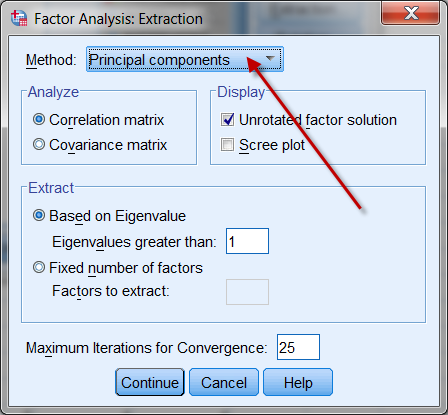 Factor Analysis: Extraction
Method: Principal components
Analyze
Correlation matrix
Covariance matrix
Display
Unrotated factor solution
Scree plot
Extract
Based on Eigenvalue
Eigenvalues greater than: 1
Fixed number of factors
Factors to extract:
Maximum Iterations for Convergence: 25
Continue Cancel Help